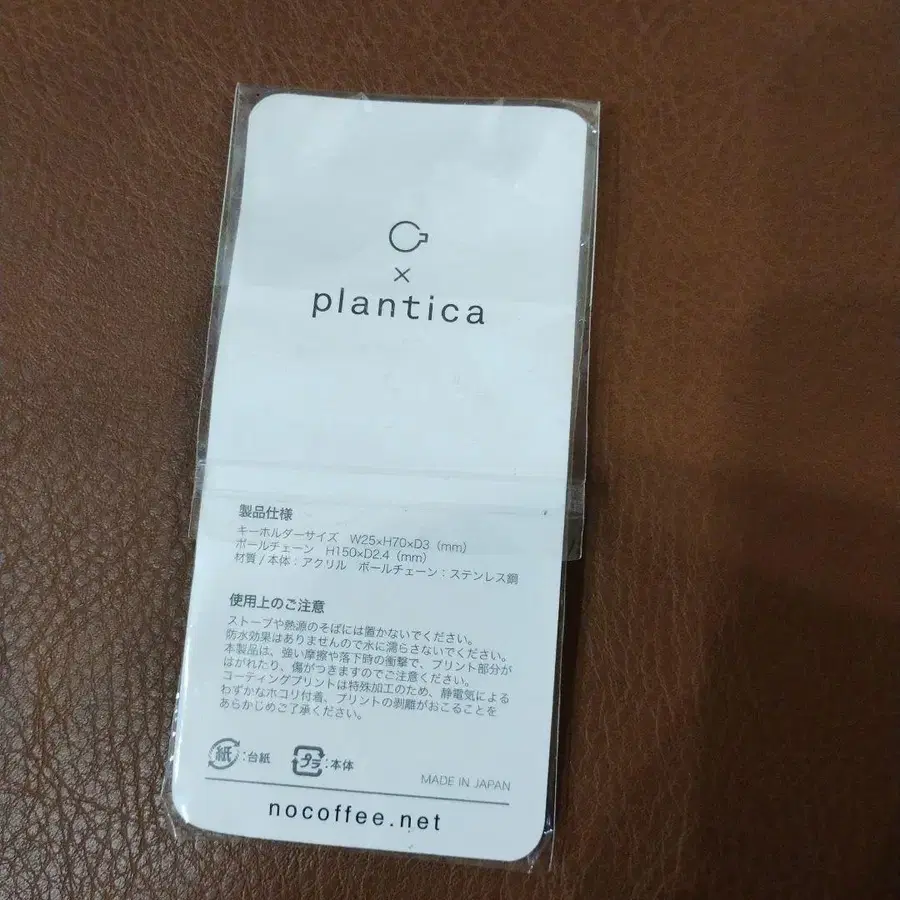 ×
plantica
製品仕様
キーホルダーサイズ W25×H70×D3（mm）
ボールチェーン H150×D2.4（mm）
材質 / 本体：アクリル ボールチェーン：ステンレス鋼
使用上のご注意
ストーブや熱源のそばには置かないでください。
防水効果はありませんので水に濡らさないでください。
本製品は、強い摩擦や落下時の衝撃で、プリント部分が
はがれたり、傷がつきますのでご注意ください。
コーティングプリントは特殊加工のため、静電気による
わずかなホコリ付着、プリントの剥離がおこることを
あらかじめご了承ください。
紙：台紙 プラ：本体
MADE IN JAPAN
nocoffee.net